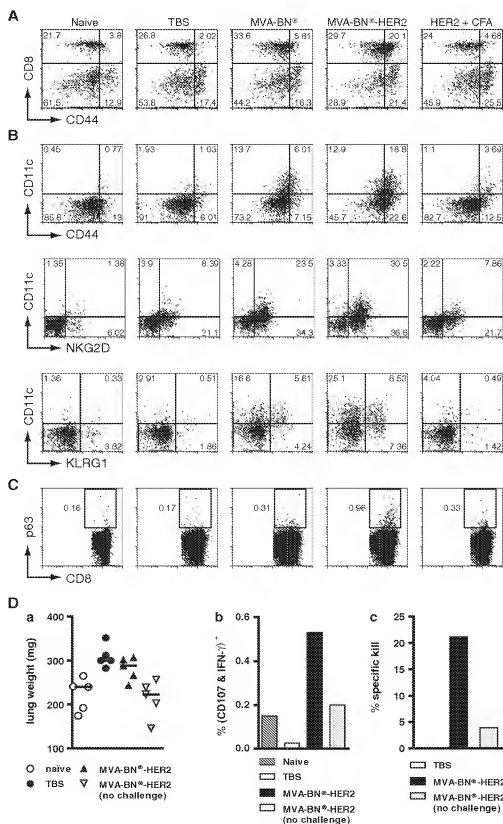 A
Naive TBS MVA-BN® MVA-BN®-HER2 HER2 + CFA
21.7 3.8 26.8 2.02 33.6 5.81 29.7 20.1 24 4.68
CD8
61.5 12.9 53.8 17.4 44.2 16.3 28.9 21.4 45.9 25.5
CD44
B
0.45 0.77 1.93 1.03 13.7 6.01 12.9 18.8 1.1 3.69
CD11c
85.8 13 91 6.01 73.2 7.15 45.7 22.6 82.7 12.5
CD44
1.35 1.38 3.9 8.39 4.28 23.5 3.33 30.5 2.22 7.86
CD11c
6.02 21.1 34.3 36.6 21.7
NKG2D
1.36 0.33 2.91 0.51 16.6 5.61 25.1 8.53 4.04 0.49
CD11c
3.82 1.86 4.24 7.36 1.42
KLRG1
C
0.16 0.17 0.31 0.96 0.33
p63
CD8
D
a
lung weight (mg)
400
300
200
100
naïve
TBS
MVA-BN®-HER2
MVA-BN®-HER2
(no challenge)
b
% (CD107 & IFN-γ) +
0.6
0.4
0.2
0.0
Naive
TBS
MVA-BN®-HER2
MVA-BN®-HER2
(no challenge)
c
% specific kill
25
20
15
10
5
0
TBS
MVA-BN®-HER2
MVA-BN®-HER2
(no challenge)